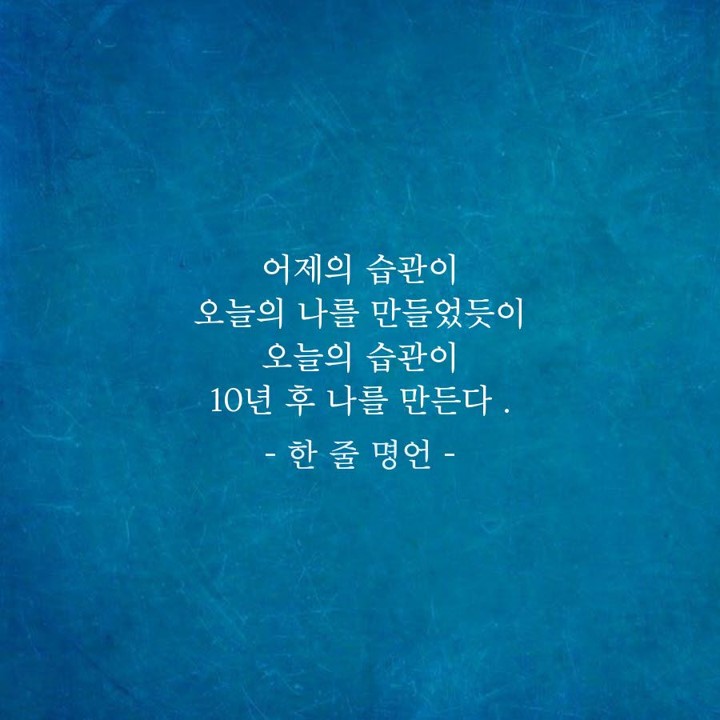 어제의 습관이
오늘의 나를 만들었듯이
오늘의 습관이
10년 후 나를 만든다 .
- 한 줄 명언 -